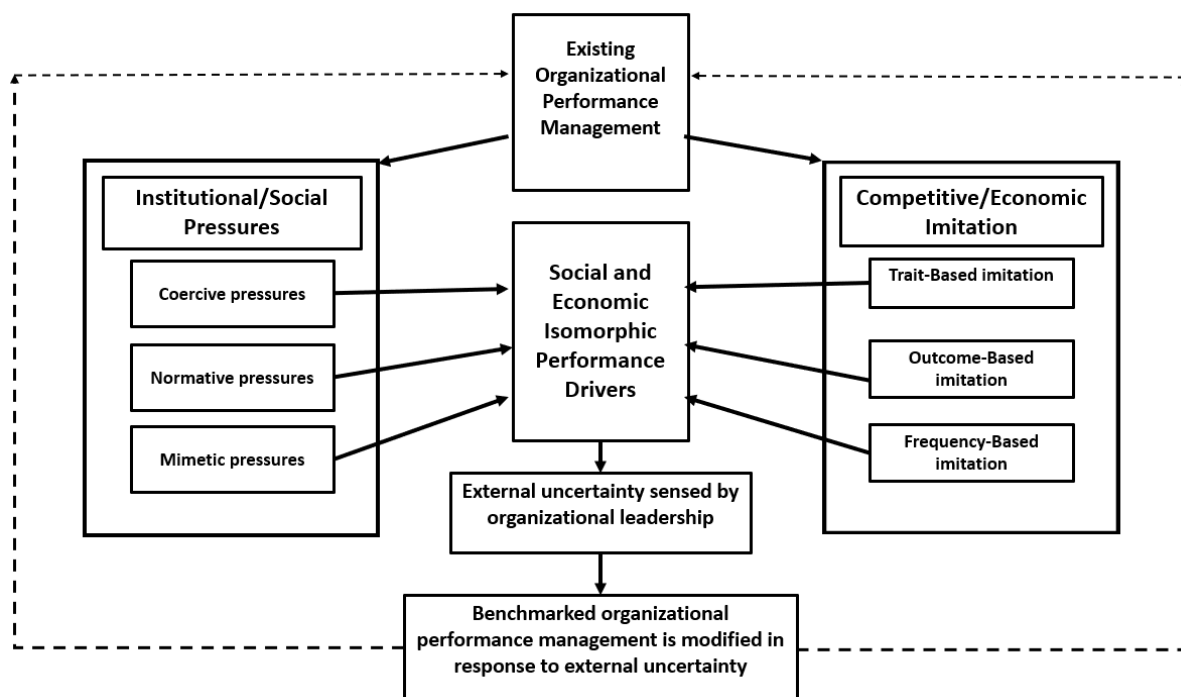 Existing
Organizational
Performance
Management
Institutional/Social
Pressures
Coercive pressures
Normative pressures
Mimetic pressures
Social and
Economic
Isomorphic
Performance
Drivers
Competitive/Economic
Imitation
Trait-Based imitation
Outcome-Based
imitation
Frequency-Based
imitation
External uncertainty sensed by
organizational leadership
Benchmarked organizational
performance management is modified in
response to external uncertainty